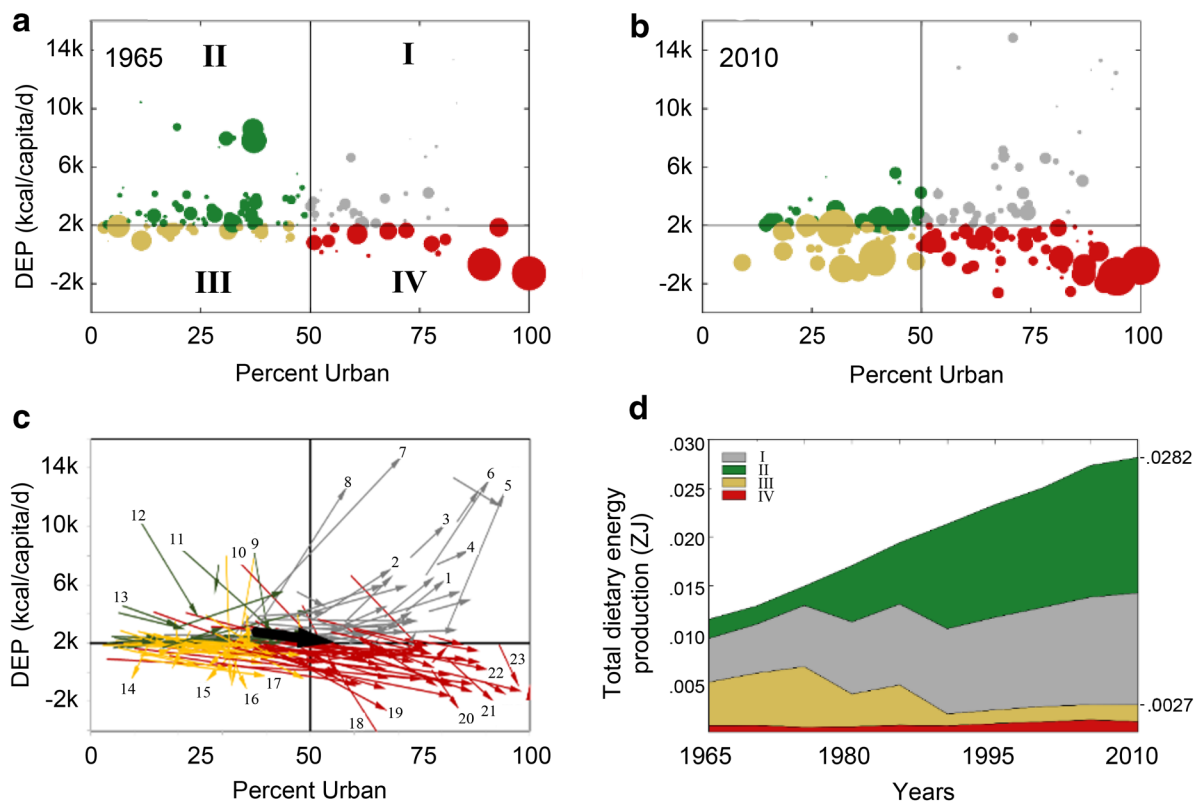 a
1965
II
I
III
IV
14k
10k
6k
2k
-2k
DEP (kcal/capita/d)
0
25
50
75
100
Percent Urban
b
2010
14k
10k
6k
2k
-2k
0
25
50
75
100
Percent Urban
c
14k
10k
6k
2k
-2k
DEP (kcal/capita/d)
7
8
6
5
12
3
11
10
9
4
2
1
13
14
15
16
17
18
19
20
21
22
23
0
25
50
75
100
Percent Urban
d
.030
.025
.020
.015
.010
.005
Total dietary energy
production (ZJ)
I
II
III
IV
.0282
.0027
1965
1980
1995
2010
Years